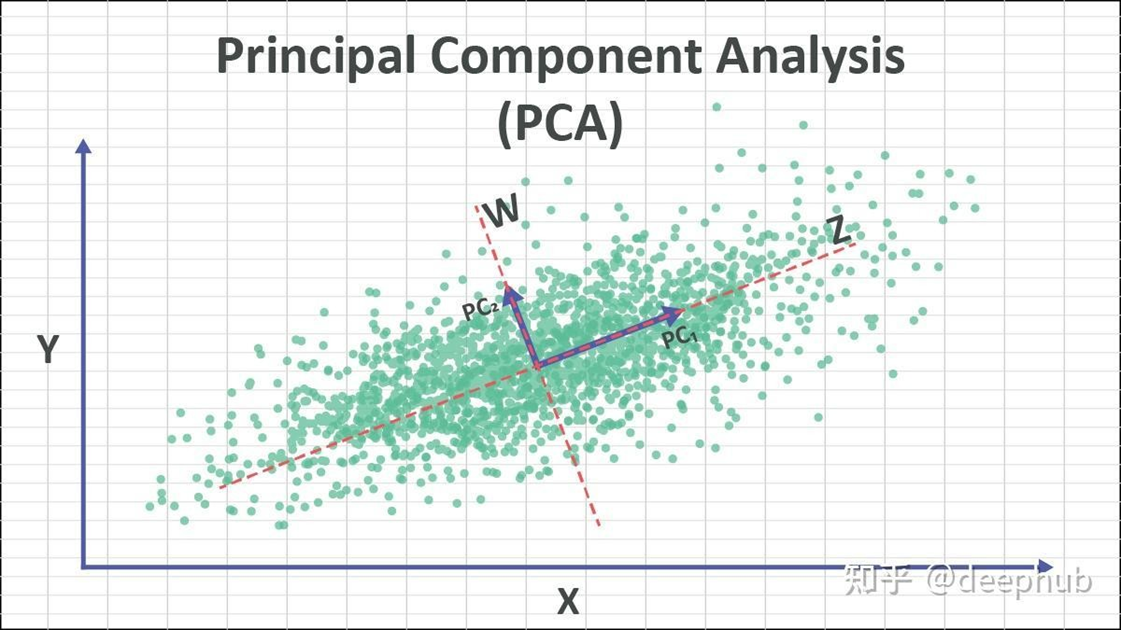 Principal Component Analysis
(PCA)
W
Z
PC₂
PC₁
Y
X
知乎 @deephub